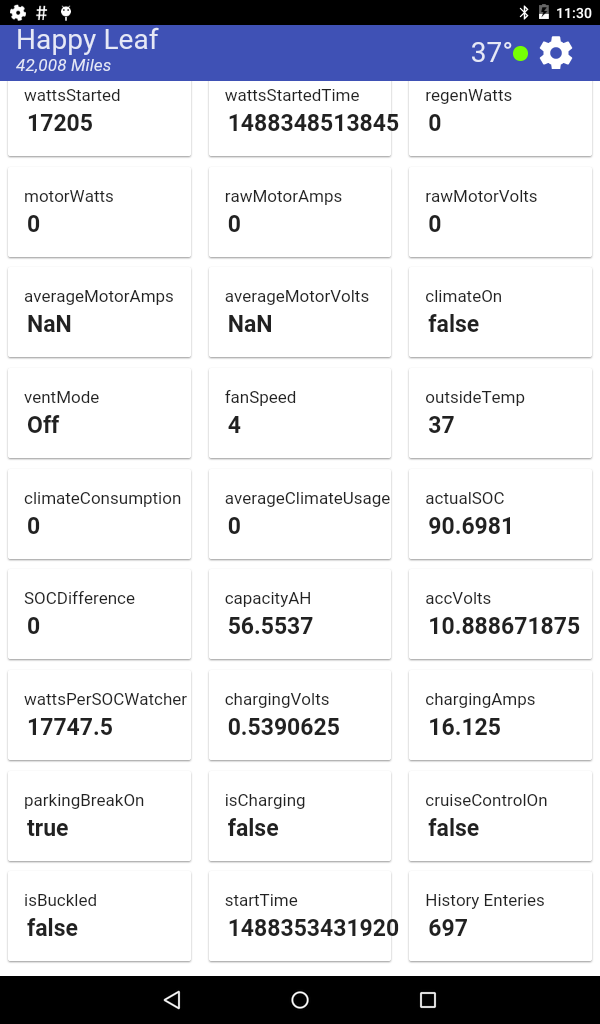 11:30
Happy Leaf
42,008 Miles
37°
wattsStarted
17205
wattsStartedTime
1488348513845
regenWatts
0
motorWatts
0
rawMotorAmps
0
rawMotorVolts
0
averageMotorAmps
NaN
averageMotorVolts
NaN
climateOn
false
ventMode
Off
fanSpeed
4
outsideTemp
37
climateConsumption
0
averageClimateUsage
0
actualSOC
90.6981
SOCDifference
0
capacityAH
56.5537
accVolts
10.888671875
wattsPerSOCWatcher
17747.5
chargingVolts
0.5390625
chargingAmps
16.125
parkingBreakOn
true
isCharging
false
cruiseControlOn
false
isBuckled
false
startTime
1488353431920
History Enteries
697